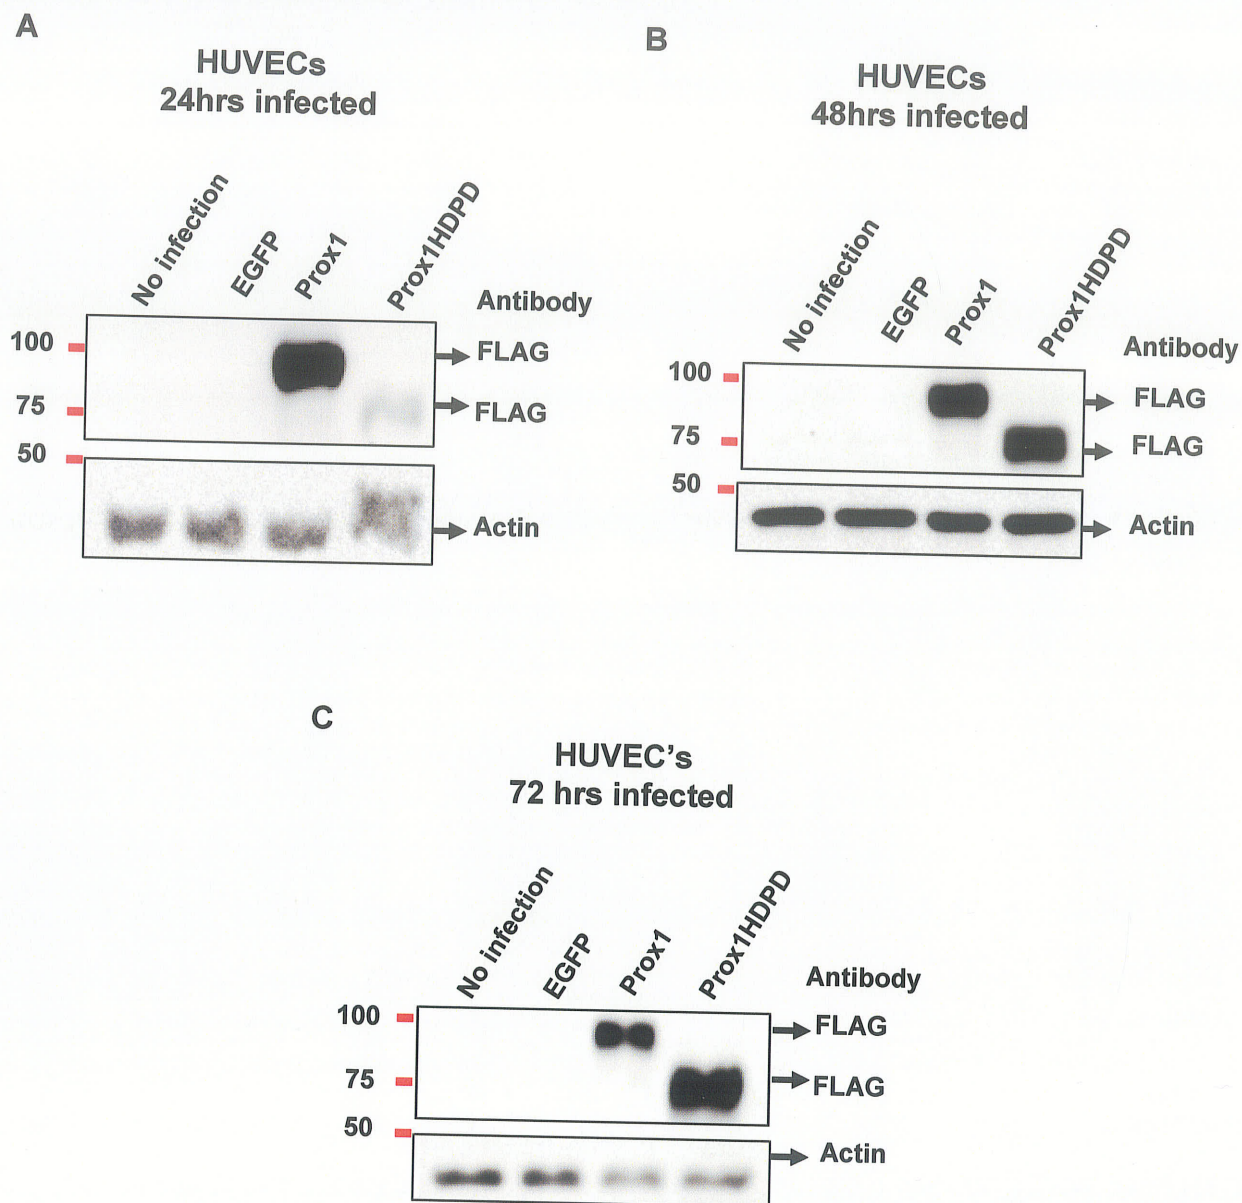 A
HUVECs
24hrs infected
No infection
EGFP
Prox1
Prox1HDPD
Antibody
100
FLAG
75
FLAG
50
Actin
B
HUVECs
48hrs infected
No infection
EGFP
Prox1
Prox1HDPD
Antibody
100
FLAG
75
FLAG
50
Actin
C
HUVEC's
72 hrs infected
No infection
EGFP
Prox1
Prox1HDPD
Antibody
100
FLAG
75
FLAG
50
Actin